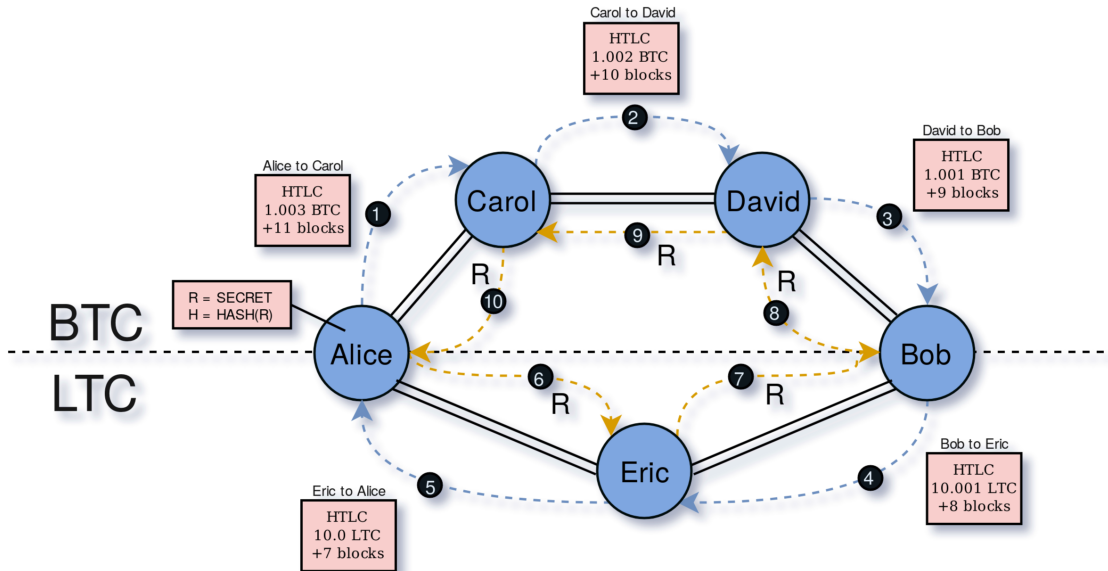 Carol to David
HTLC
1.002 BTC
+10 blocks
2
David to Bob
HTLC
1.001 BTC
+9 blocks
Alice to Carol
HTLC
1.003 BTC
+11 blocks
1
Carol
David
3
9
R
R
R
10
8
R = SECRET
H = HASH(R)
BTC
Alice
Bob
LTC
6
7
R
R
Bob to Eric
HTLC
10.001 LTC
+8 blocks
4
Eric
5
Eric to Alice
HTLC
10.0 LTC
+7 blocks